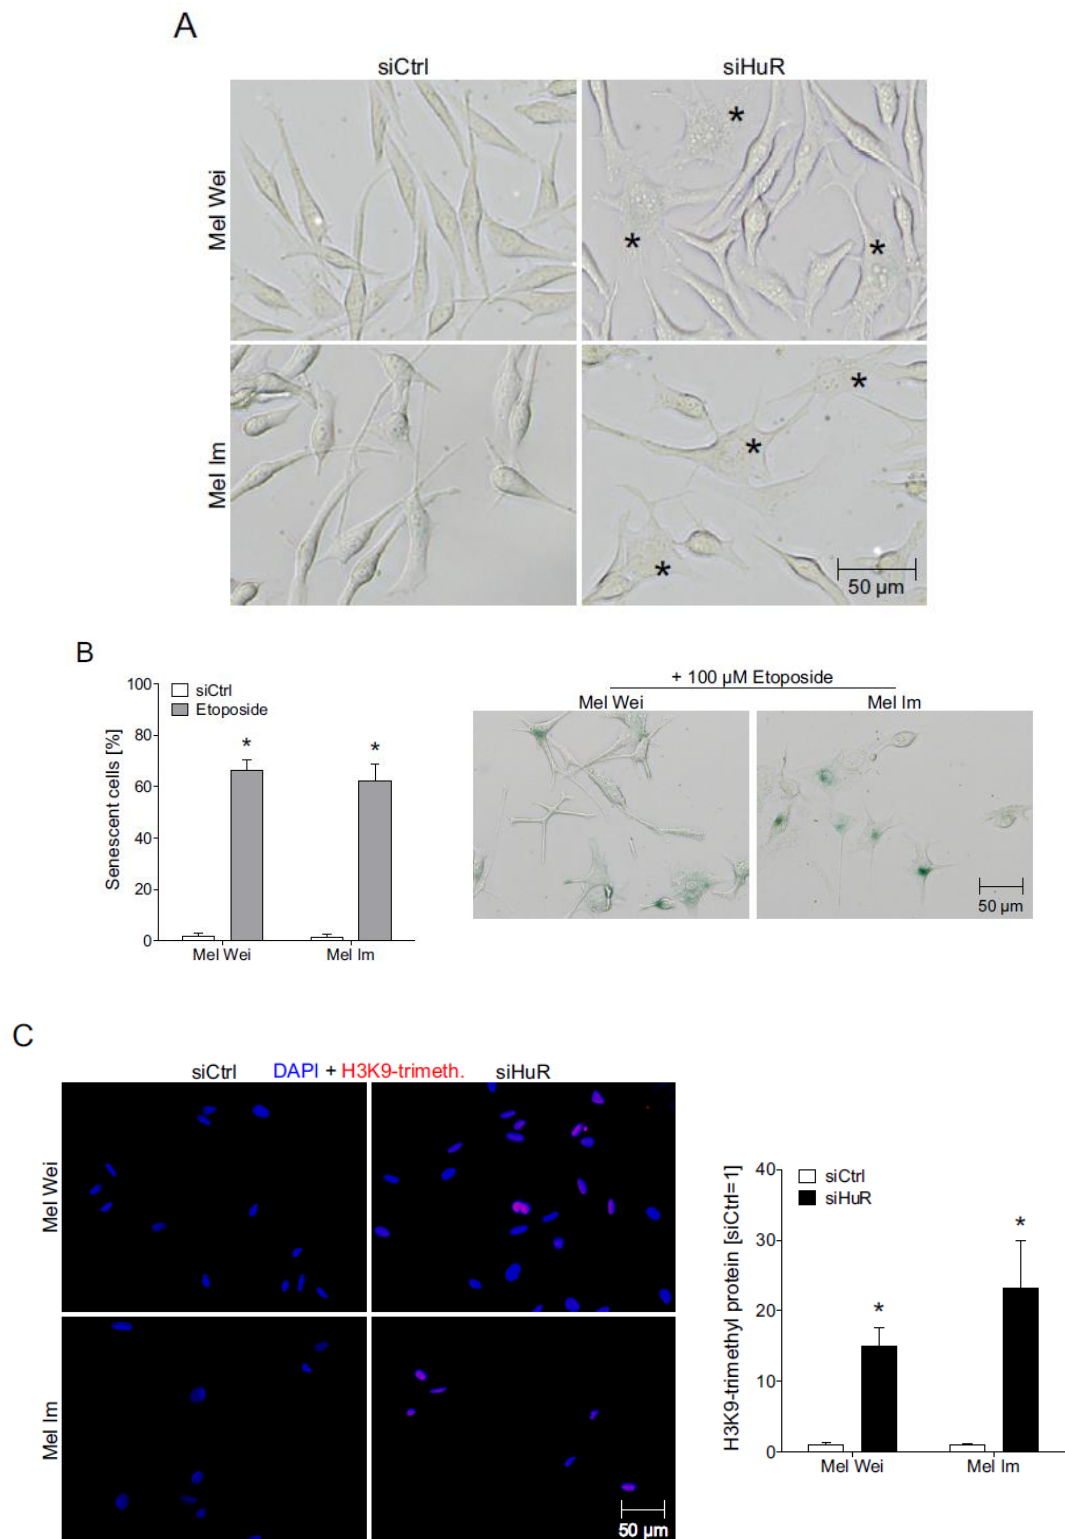 A
siCtrl siHuR
Mel Wei
* * *
Mel Im
* * *
50 µm
B
100
80
60
40
20
0
Senescent cells [%]
siCtrl
Etoposide
* *
Mel Wei Mel Im
+ 100 µM Etoposide
Mel Wei Mel Im
50 µm
C
siCtrl DAPI + H3K9-trimeth. siHuR
Mel Wei
Mel Im
50 µm
H3K9-trimethyl protein [siCtrl=1]
40
30
20
10
0
siCtrl
siHuR
* *
Mel Wei Mel Im